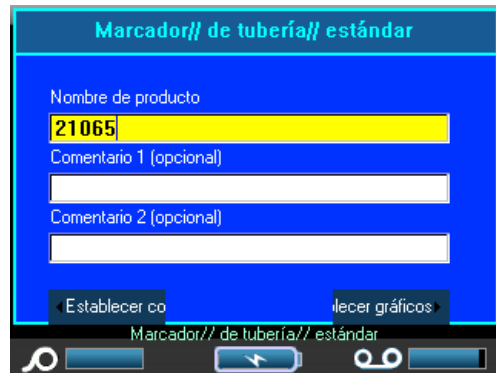 Marcador// de tubería// estándar
Nombre de producto
21065
Comentario 1 (opcional)
Comentario 2 (opcional)
Establecer co
lecer gráficos
Marcador// de tubería// estándar